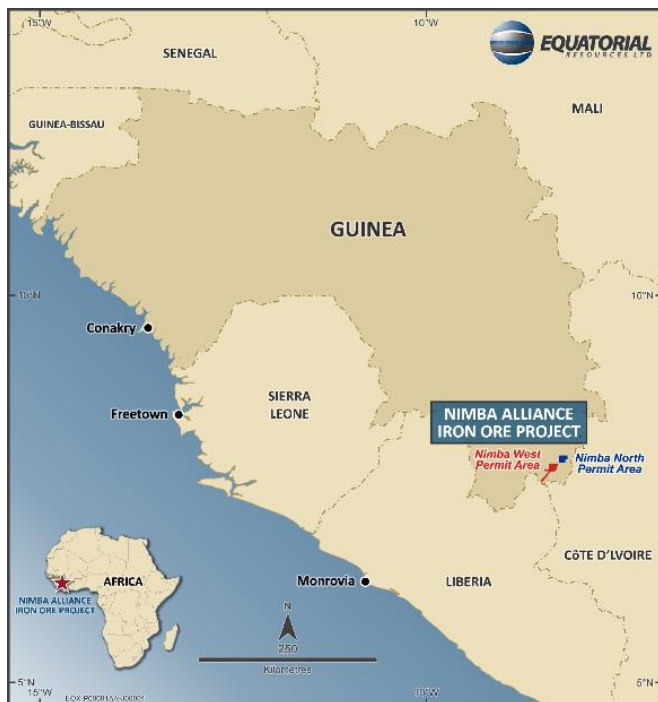 15°W
10°W
EQUATORIAL
RESOURCES LTD
SENEGAL
MALI
GUINEA-BISSAU
GUINEA
10°N
10°N
Conakry
SIERRA
LEONE
Freetown
NIMBA ALLIANCE
IRON ORE PROJECT
Nimba West
Permit Area
Nimba North
Permit Area
CôTE D'LVOIRE
AFRICA
Monrovia
LIBERIA
NIMBA ALLIANCE
IRON ORE PROJECT
N
250
Kilometres
5°N
15°W
10°W
5°N